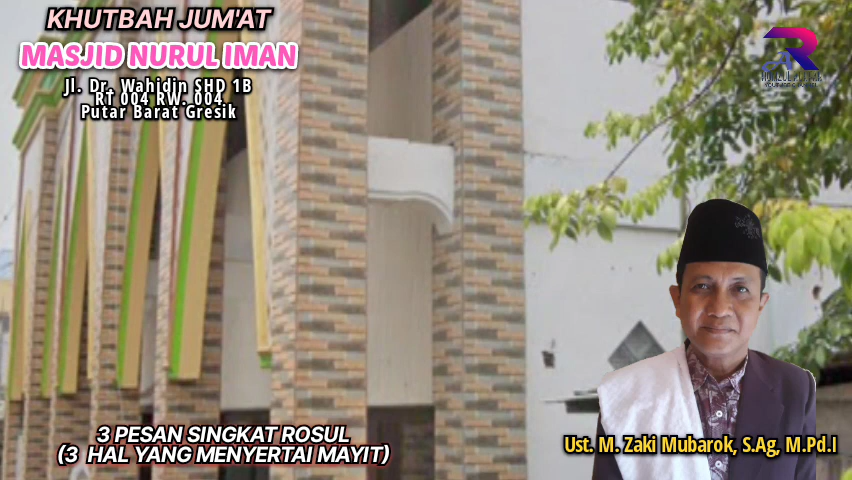 KHUTBAH JUM'AT
MASJID NURUL IMAN
Jl. Dr. Wahidin SHD 1B
RT 004 RW. 004
Putar Barat Gresik
3 PESAN SINGKAT ROSUL
(3 HAL YANG MENYERTAI MAYIT)
Ust. M. Zaki Mubarok, S.Ag, M.Pd.I